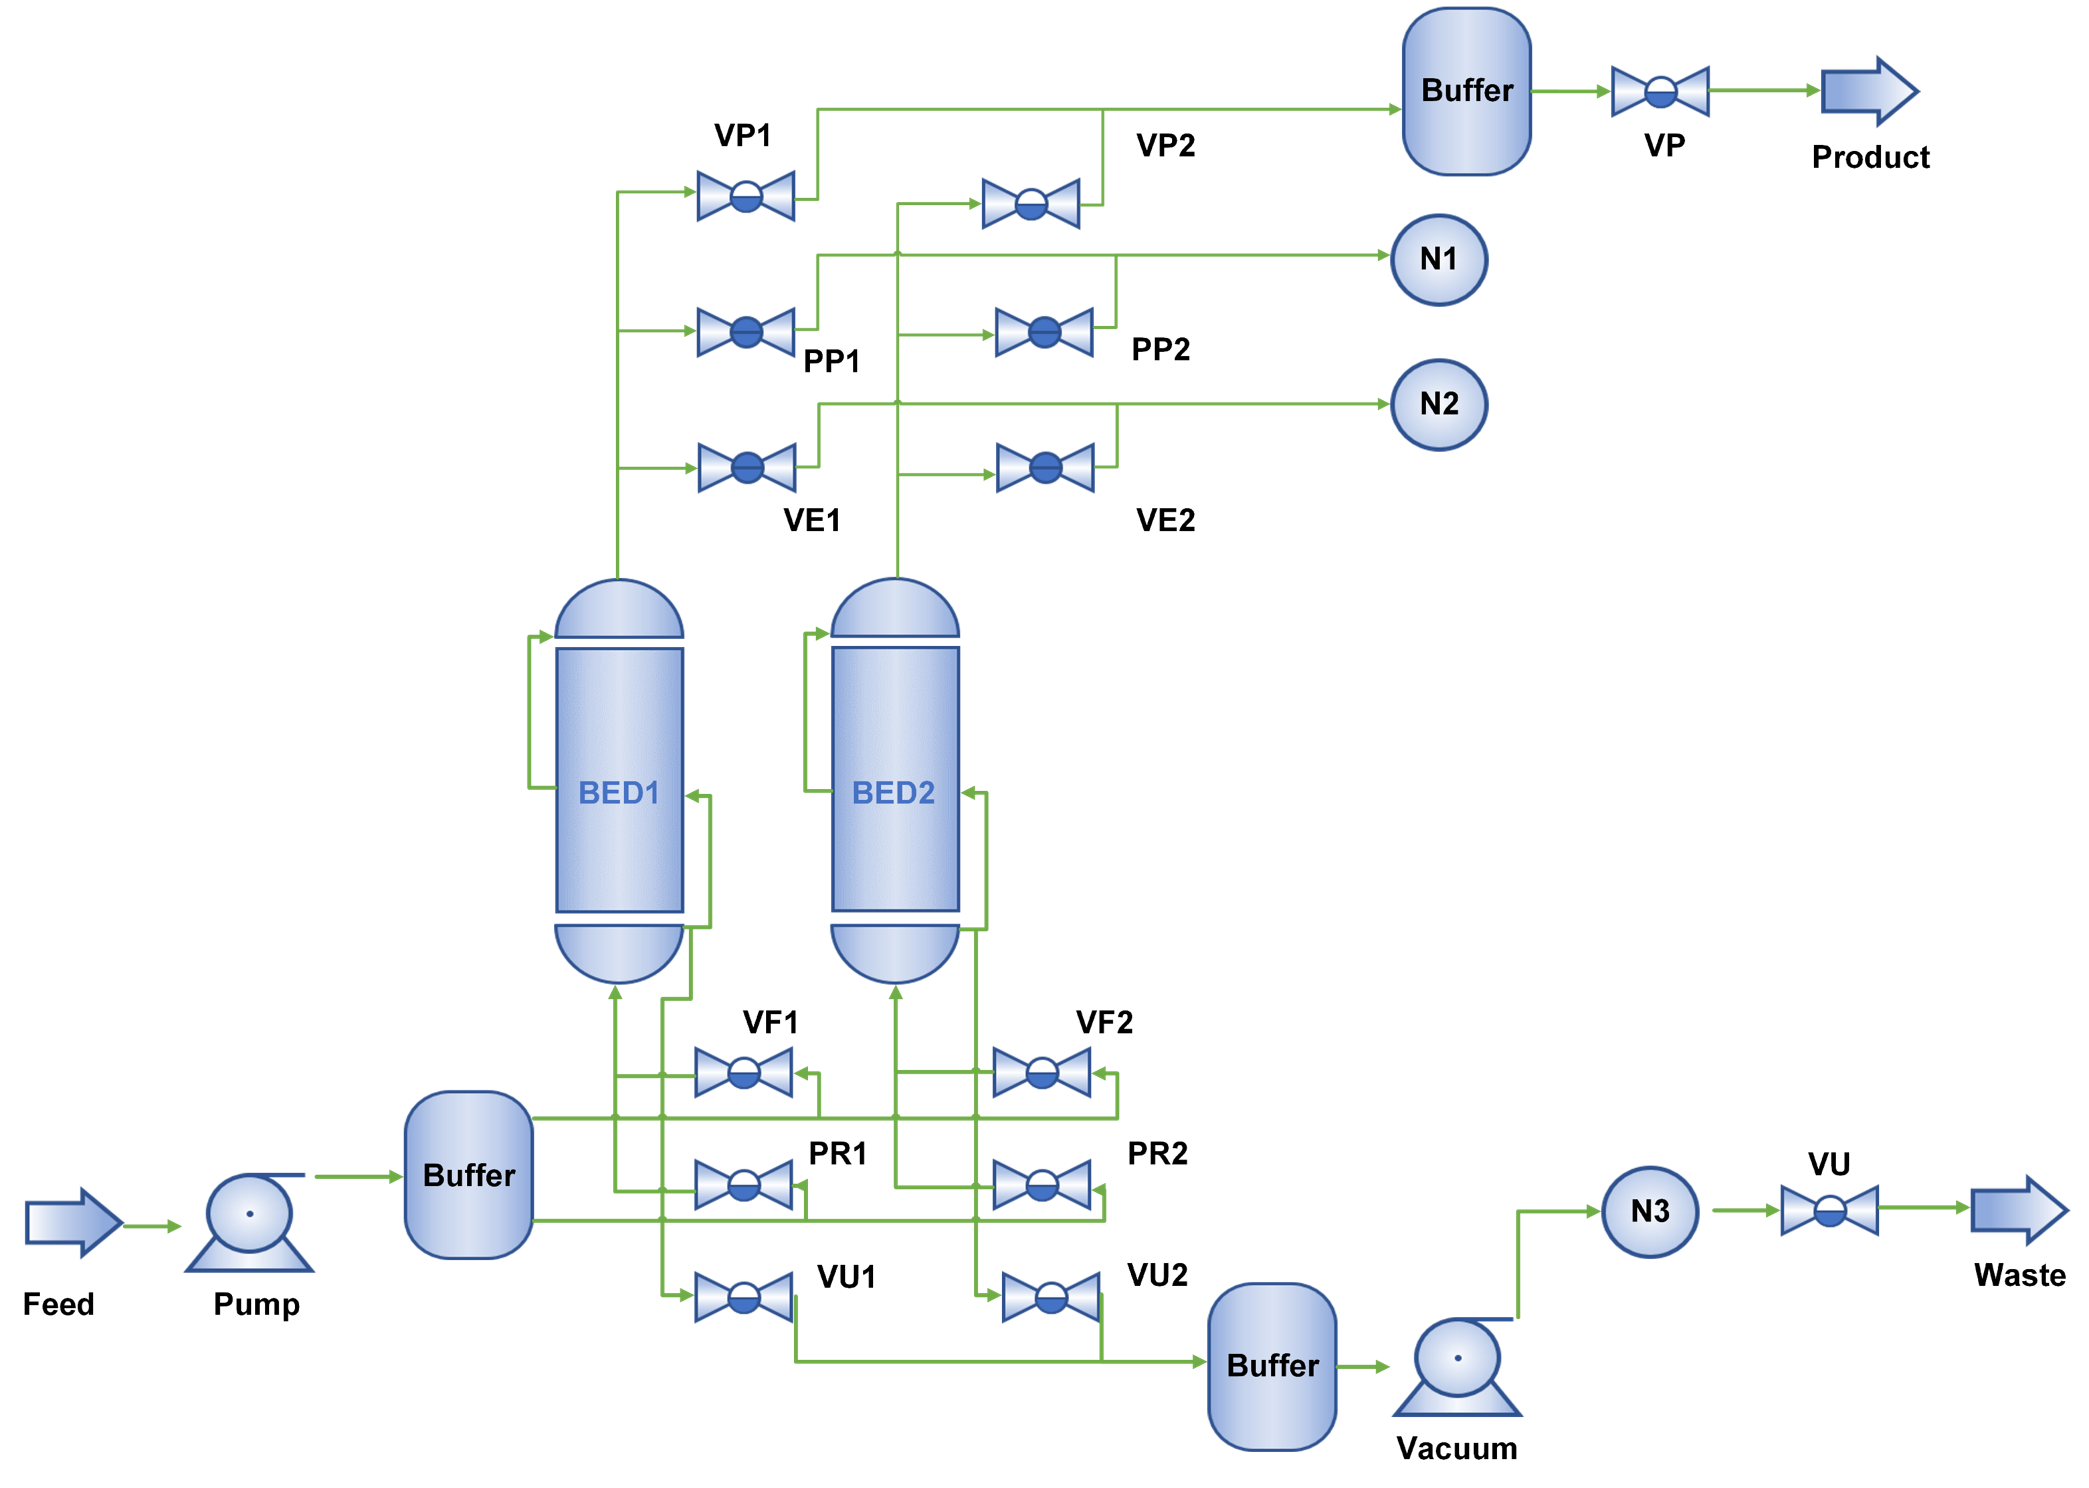 Buffer
VP
Product
VP1
VP2
N1
PP1
PP2
N2
VE1
VE2
BED1
BED2
VF1
VF2
Buffer
PR1
PR2
Feed
Pump
VU1
VU2
Buffer
Vacuum
N3
VU
Waste